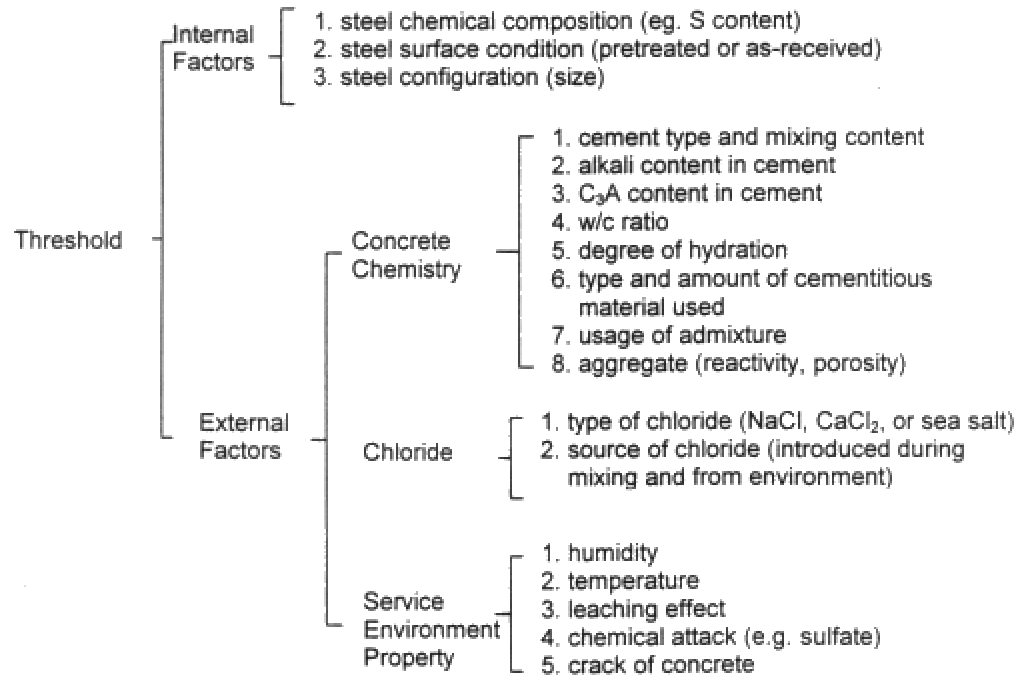 Internal
Factors
1. steel chemical composition (eg. S content)
2. steel surface condition (pretreated or as-received)
3. steel configuration (size)
Threshold
External
Factors
Concrete
Chemistry
1. cement type and mixing content
2. alkali content in cement
3. C₃A content in cement
4. w/c ratio
5. degree of hydration
6. type and amount of cementitious
material used
7. usage of admixture
8. aggregate (reactivity, porosity)
Chloride
1. type of chloride (NaCl, CaCl₂, or sea salt)
2. source of chloride (introduced during
mixing and from environment)
Service
Environment
Property
1. humidity
2. temperature
3. leaching effect
4. chemical attack (e.g. sulfate)
5. crack of concrete